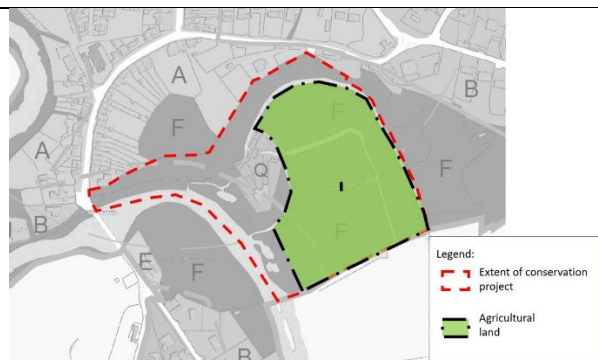 A
B
F
A
F
Q
I
F
F
B
E
F
B
Legend:
Extent of conservation
project
Agricultural
land